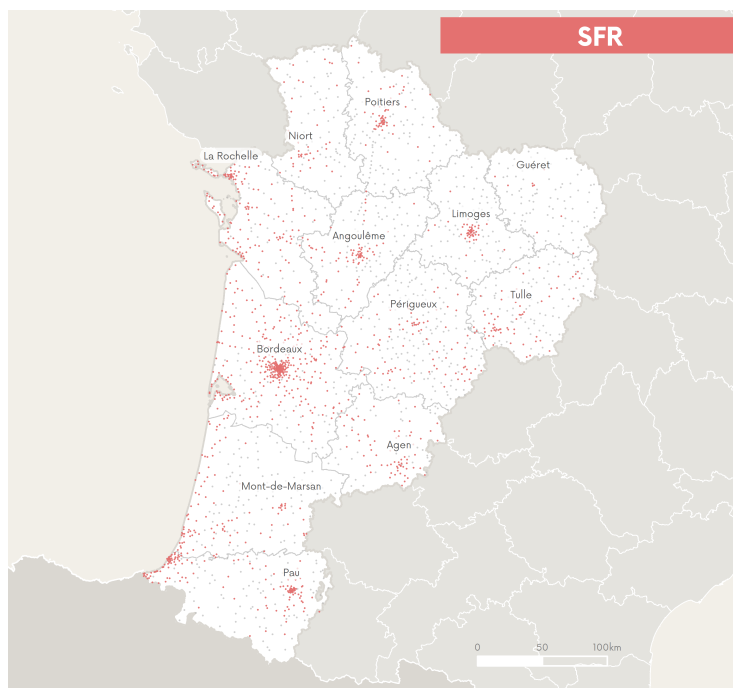 SFR
Poitiers
Niort
La Rochelle
Guéret
Limoges
Angoulême
Tulle
Périgueux
Bordeaux
Agen
Mont-de-Marsan
Pau
0 50 100km